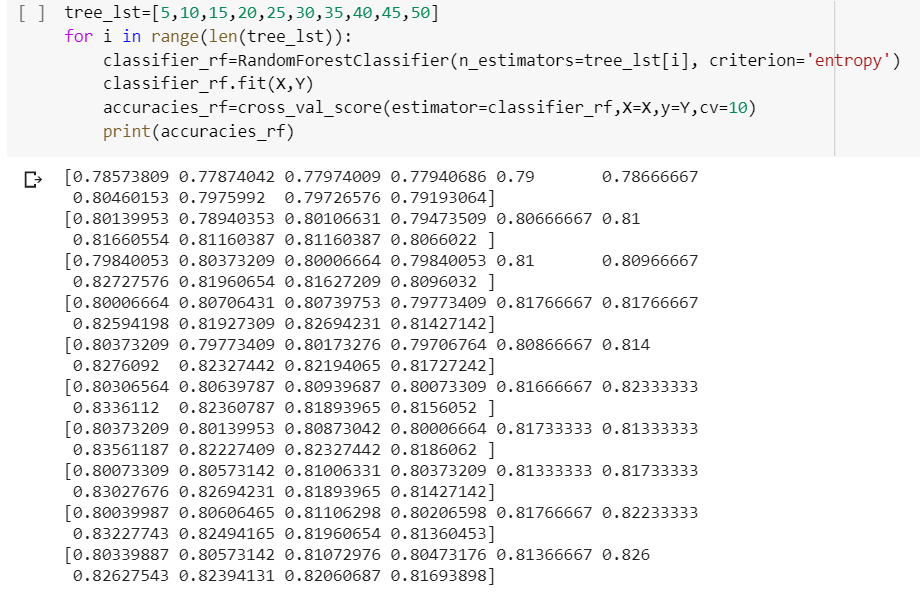 [ ] tree_lst=[5,10,15,20,25,30,35,40,45,50]
for i in range(len(tree_lst)):
    classifier_rf=RandomForestClassifier(n_estimators=tree_lst[i], criterion='entropy')
    classifier_rf.fit(X,Y)
    accuracies_rf=cross_val_score(estimator=classifier_rf,X=X,y=Y,cv=10)
    print(accuracies_rf)
[0.78573809 0.77874042 0.77974009 0.77940686 0.79       0.78666667
 0.80460153 0.7975992  0.79726576 0.79193064]
[0.80139953 0.78940353 0.80106631 0.79473509 0.80666667 0.81
 0.81660554 0.81160387 0.81160387 0.8066022 ]
[0.79840053 0.80373209 0.80006664 0.79840053 0.81       0.80966667
 0.82727576 0.81960654 0.81627209 0.8096032 ]
[0.80006664 0.80706431 0.80739753 0.79773409 0.81766667 0.81766667
 0.82594198 0.81927309 0.82694231 0.81427142]
[0.80373209 0.79773409 0.80173276 0.79706764 0.80866667 0.814
 0.8276092  0.82327442 0.82194065 0.81727242]
[0.80306564 0.80639787 0.80939687 0.80073309 0.81666667 0.82333333
 0.8336112  0.82360787 0.81893965 0.8156052 ]
[0.80373209 0.80139953 0.80873042 0.80006664 0.81733333 0.81333333
 0.83561187 0.82227409 0.82327442 0.8186062 ]
[0.80073309 0.80573142 0.81006331 0.80373209 0.81333333 0.81733333
 0.83027676 0.82694231 0.81893965 0.81427142]
[0.80039987 0.80606465 0.81106298 0.80206598 0.81766667 0.82233333
 0.83227743 0.82494165 0.81960654 0.81360453]
[0.80339887 0.80573142 0.81072976 0.80473176 0.81366667 0.826
 0.82627543 0.82394131 0.82060687 0.81693898]